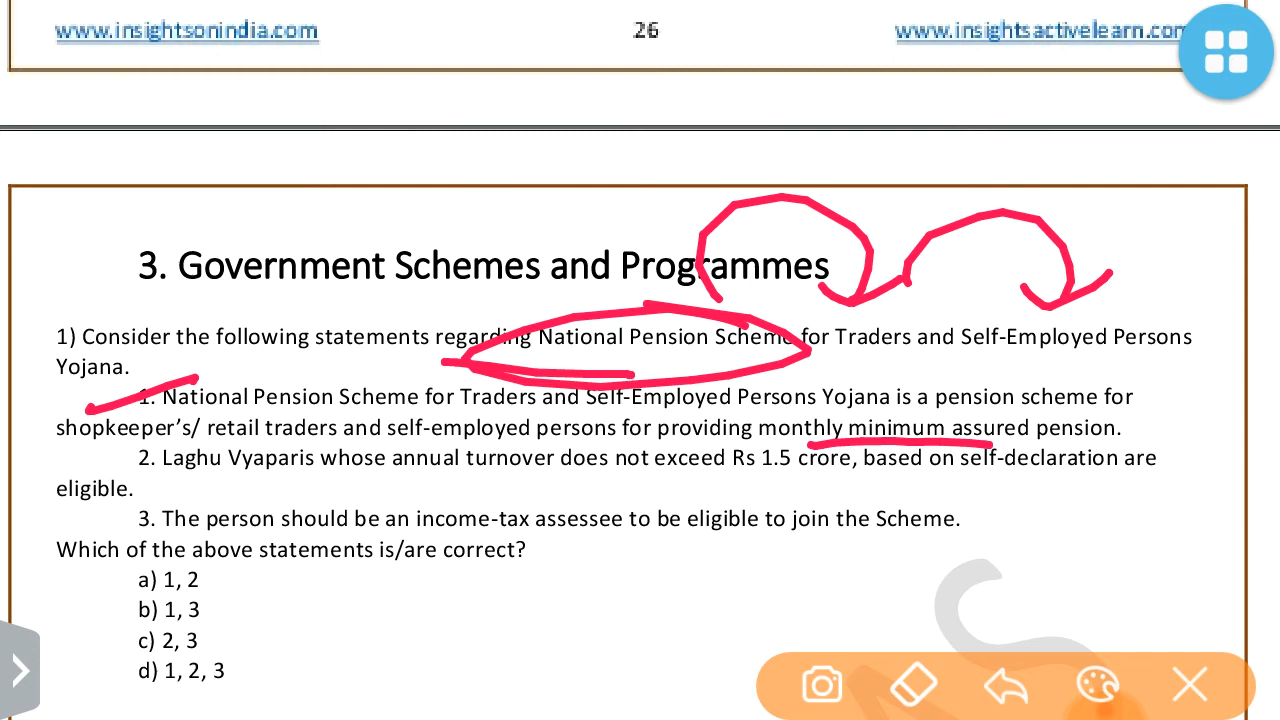 www.insightsonindia.com 26 www.insightsactivelearn.com
3. Government Schemes and Programmes
1) Consider the following statements regarding National Pension Scheme for Traders and Self-Employed Persons
Yojana.
1. National Pension Scheme for Traders and Self-Employed Persons Yojana is a pension scheme for
shopkeeper’s/ retail traders and self-employed persons for providing monthly minimum assured pension.
2. Laghu Vyaparis whose annual turnover does not exceed Rs 1.5 crore, based on self-declaration are
eligible.
3. The person should be an income-tax assessee to be eligible to join the Scheme.
Which of the above statements is/are correct?
a) 1, 2
b) 1, 3
c) 2, 3
d) 1, 2, 3